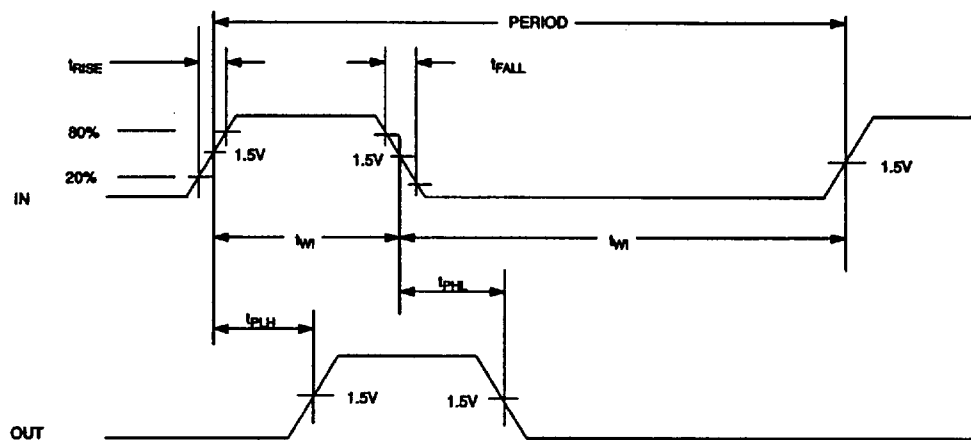 PERIOD
tRISE
tFALL
80%
1.5V
1.5V
1.5V
20%
IN
tWI
tWI
tPHL
tPLH
1.5V
1.5V
OUT